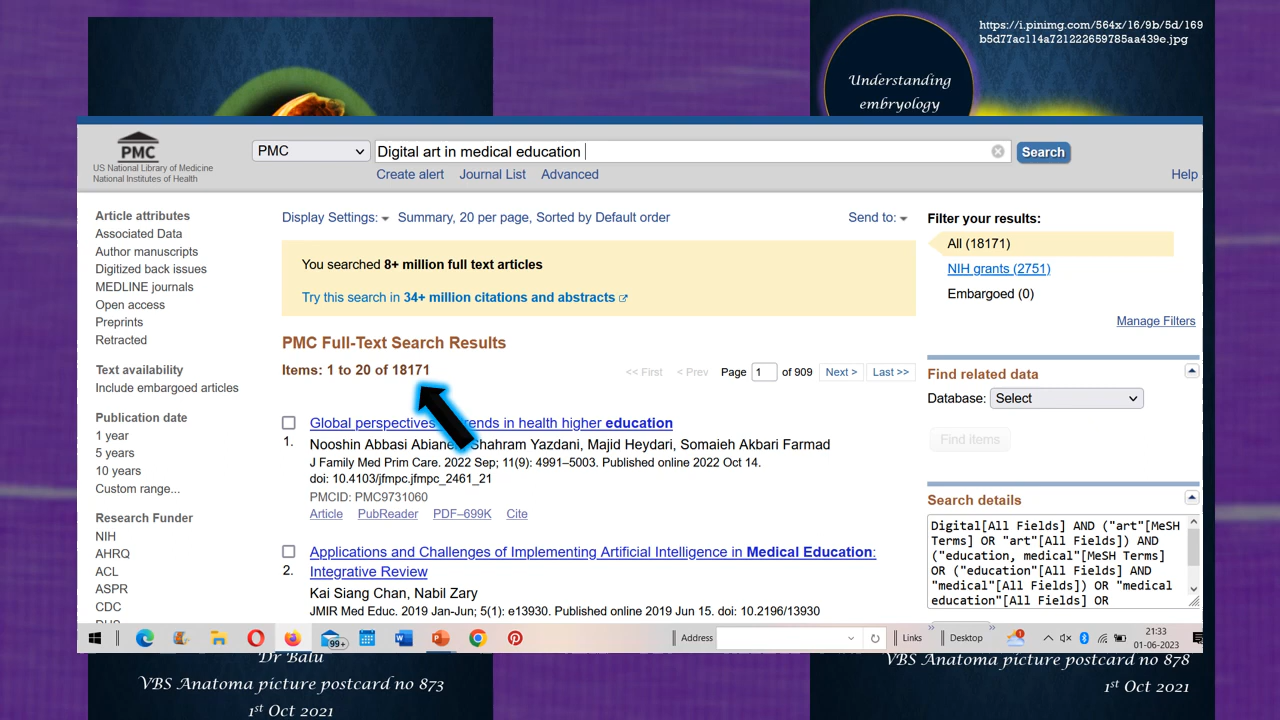 https://i.pinimg.com/564x/16/9b/5d/169
b5d77ac114a721222659785aa439e.jpg
Understanding
embryology
PMC
US National Library of Medicine
National Institutes of Health
PMC
Digital art in medical education
Search
Create alert Journal List Advanced
Help
Article attributes
Associated Data
Author manuscripts
Digitized back issues
MEDLINE journals
Open access
Preprints
Retracted
Text availability
Include embargoed articles
Publication date
1 year
5 years
10 years
Custom range...
Research Funder
NIH
AHRQ
ACL
ASPR
CDC
Display Settings: Summary, 20 per page, Sorted by Default order
Send to:
You searched 8+ million full text articles
Try this search in 34+ million citations and abstracts
PMC Full-Text Search Results
Items: 1 to 20 of 18171
<< First < Prev Page 1 of 909 Next > Last >>
Global perspectives trends in health higher education
1. Nooshin Abbasi Shahram Yazdani, Majid Heydari, Somaieh Akbari Farmad
J Family Med Prim Care. 2022 Sep; 11(9): 4991–5003. Published online 2022 Oct 14.
doi: 10.4103/jfmpc.jfmpc_2461_21
PMCID: PMC9731060
Article PubReader PDF–699K Cite
Applications and Challenges of Implementing Artificial Intelligence in Medical Education:
2. Integrative Review
Kai Siang Chan, Nabil Zary
JMIR Med Educ. 2019 Jan-Jun; 5(1): e13930. Published online 2019 Jun 15. doi: 10.2196/13930
Filter your results:
All (18171)
NIH grants (2751)
Embargoed (0)
Manage Filters
Find related data
Database: Select
Find items
Search details
Digital[All Fields] AND ("art"[MeSH
Terms] OR "art"[All Fields]) AND
("education, medical"[MeSH Terms]
OR ("education"[All Fields] AND
"medical"[All Fields]) OR "medical
education"[All Fields] OR
99+
Address
Links
Desktop
1
21:33
01-06-2023
Dr Balu
VBS Anatoma picture postcard no 873
1st Oct 2021
VBS Anatoma picture postcard no 878
1st Oct 2021